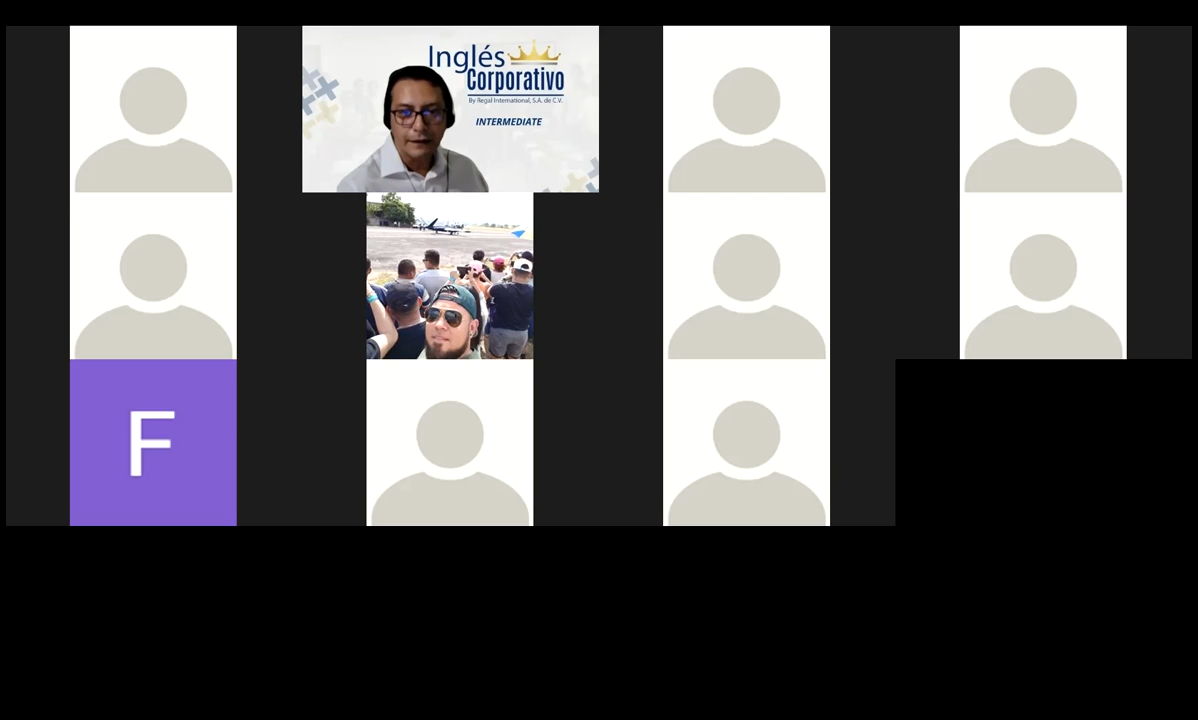 Inglés
Corporativo
By Regal International, S.A. de C.V.
INTERMEDIATE
F